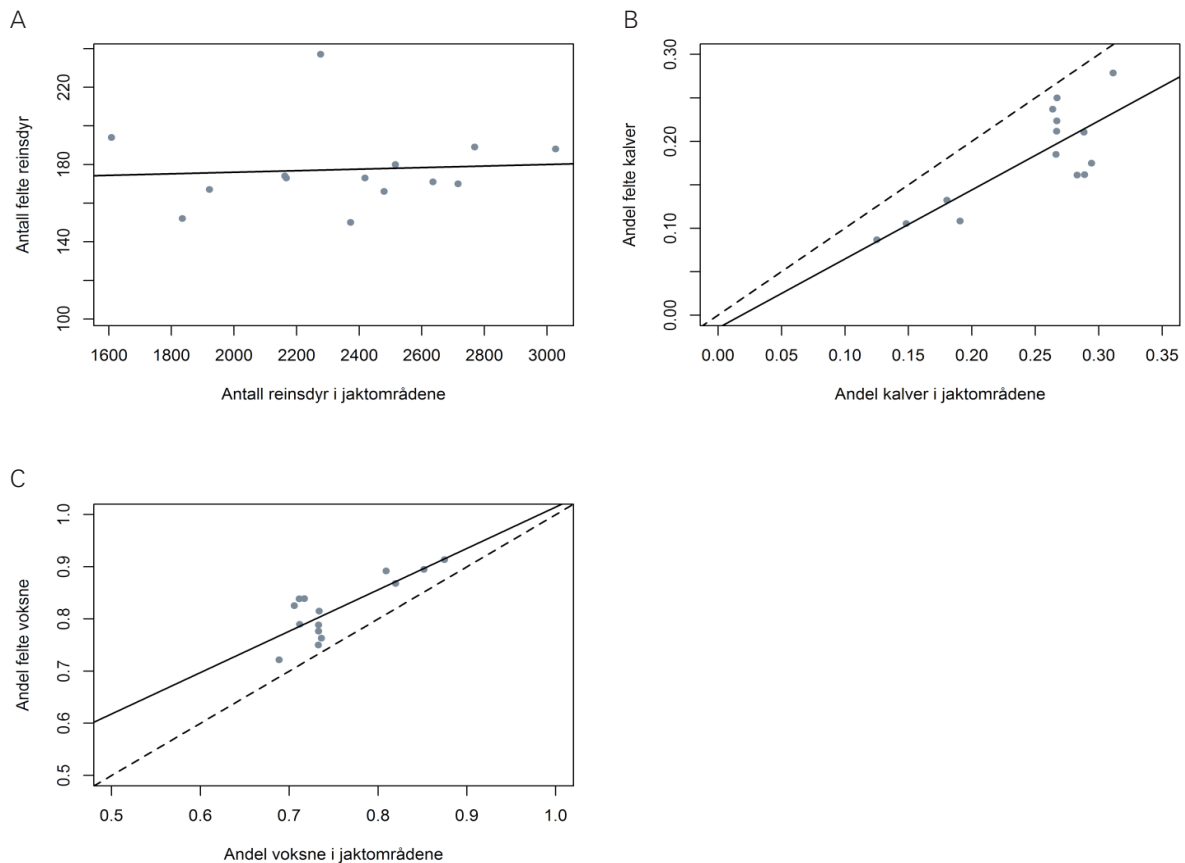 A
Antall felte reinsdyr
220
180
140
100
1600 1800 2000 2200 2400 2600 2800 3000
Antall reinsdyr i jaktområdene
B
Andel felte kalver
0.30
0.20
0.10
0.00
0.00 0.05 0.10 0.15 0.20 0.25 0.30 0.35
Andel kalver i jaktområdene
C
Andel felte voksne
1.0
0.9
0.8
0.7
0.6
0.5
0.5 0.6 0.7 0.8 0.9 1.0
Andel voksne i jaktområdene